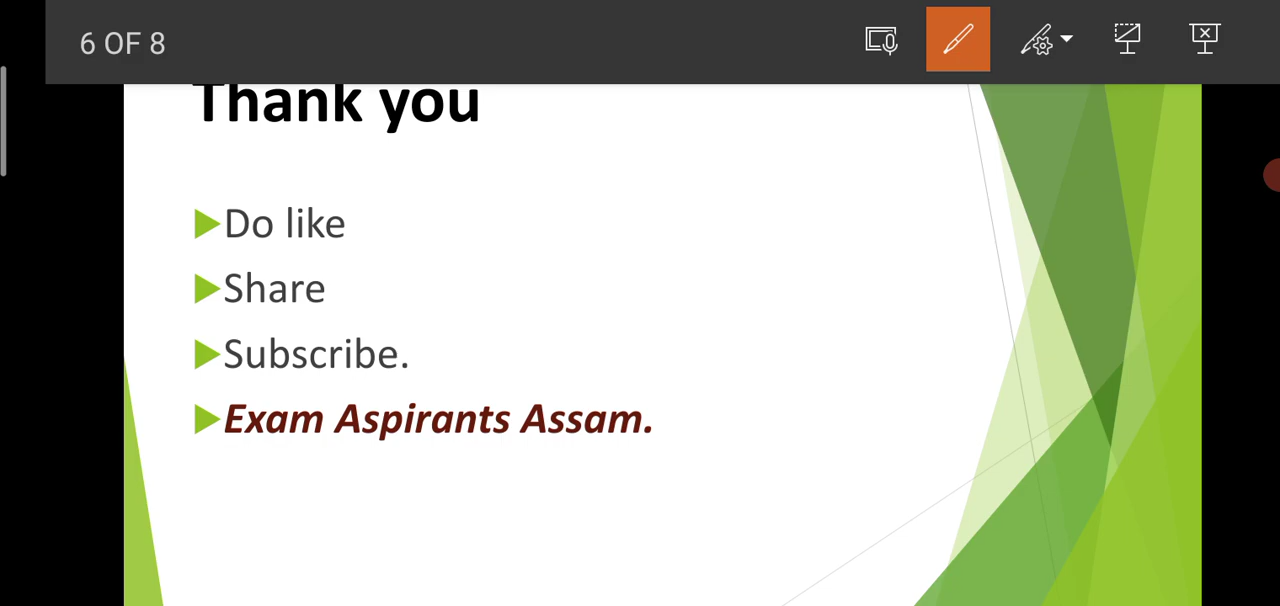 6 OF 8
Thank you
Do like
Share
Subscribe.
Exam Aspirants Assam.